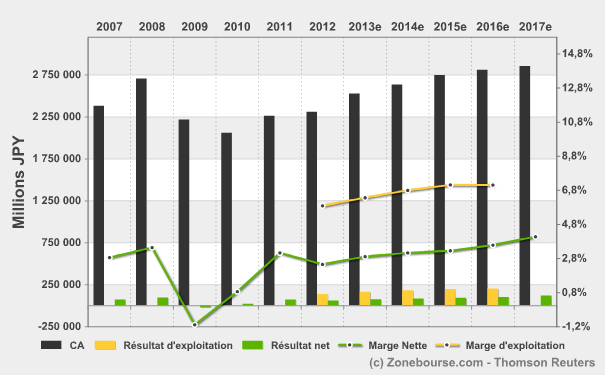 2007 2008 2009 2010 2011 2012 2013e 2014e 2015e 2016e 2017e
Millions JPY
2 750 000
2 250 000
1 750 000
1 250 000
750 000
250 000
-250 000
14,8%
12,8%
10,8%
8,8%
6,8%
4,8%
2,8%
0,8%
-1,2%
CA Résultat d'exploitation Résultat net Marge Nette Marge d'exploitation
(c) Zonebourse.com - Thomson Reuters